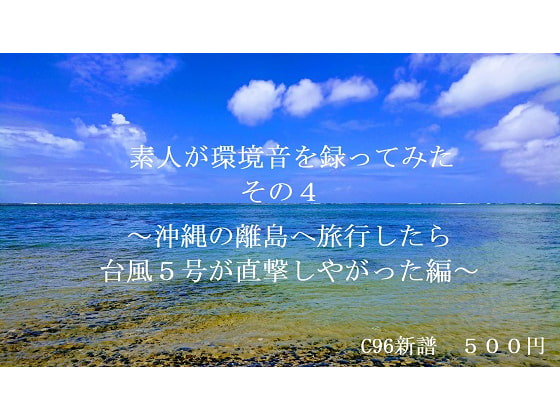 素人が環境音を録ってみた
その４
～沖縄の離島へ旅行したら
台風５号が直撃しやがった編～
C96新譜　５００円